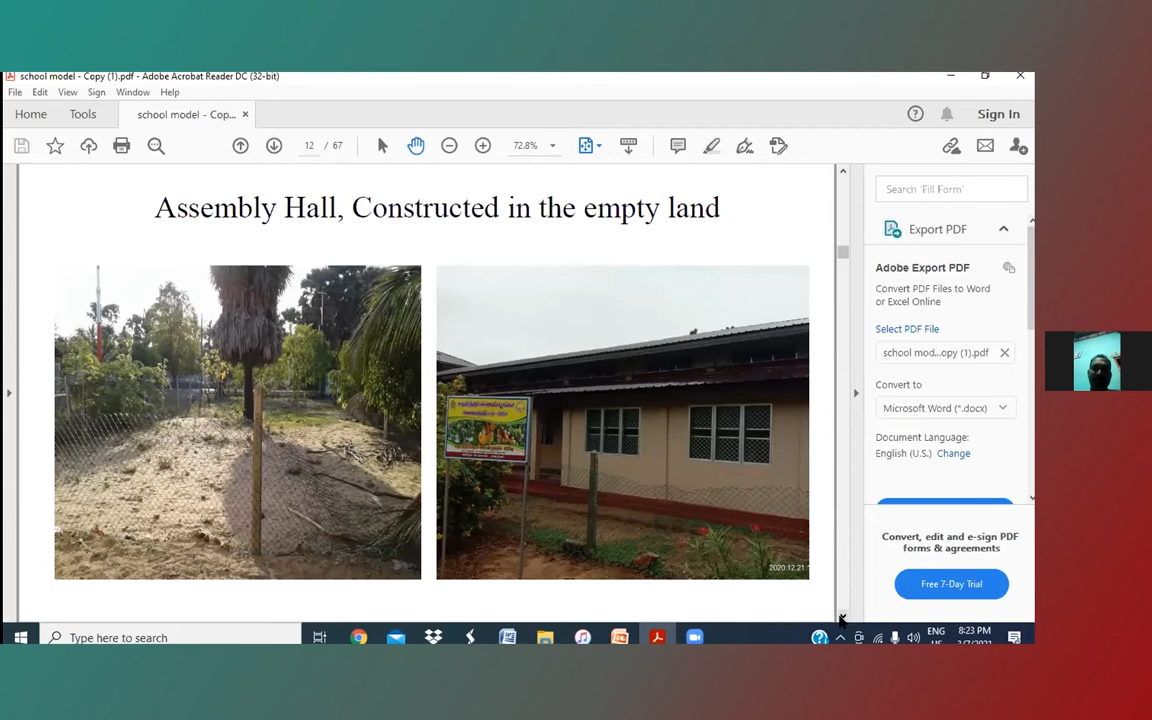 school model - Copy (1).pdf - Adobe Acrobat Reader DC (32-bit)
File Edit View Sign Window Help
Home Tools school model - Cop... ×
Sign In
12 / 67
72.8%
Assembly Hall, Constructed in the empty land
2020.12.21
Search 'Fill Form'
Export PDF
Adobe Export PDF
Convert PDF Files to Word
or Excel Online
Select PDF File
school mod...opy (1).pdf
Convert to
Microsoft Word (*.docx)
Document Language:
English (U.S.) Change
Convert, edit and e-sign PDF
forms & agreements
Free 7-Day Trial
Type here to search
ENG
8:23 PM